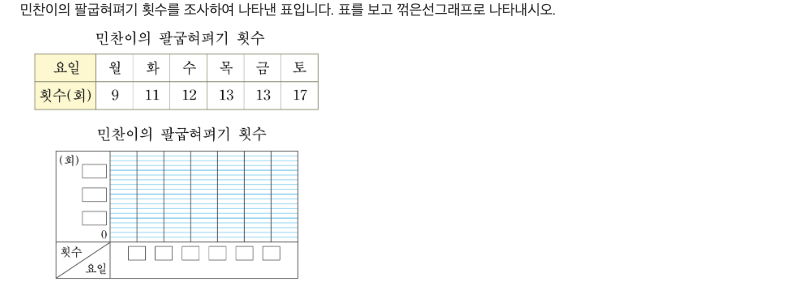 민찬이의 팔굽혀펴기 횟수를 조사하여 나타낸 표입니다. 표를 보고 꺾은선그래프로 나타내시오.
민찬이의 팔굽혀펴기 횟수
요일 월 화 수 목 금 토
횟수(회) 9 11 12 13 13 17
민찬이의 팔굽혀펴기 횟수
(회)
0
횟수
요일